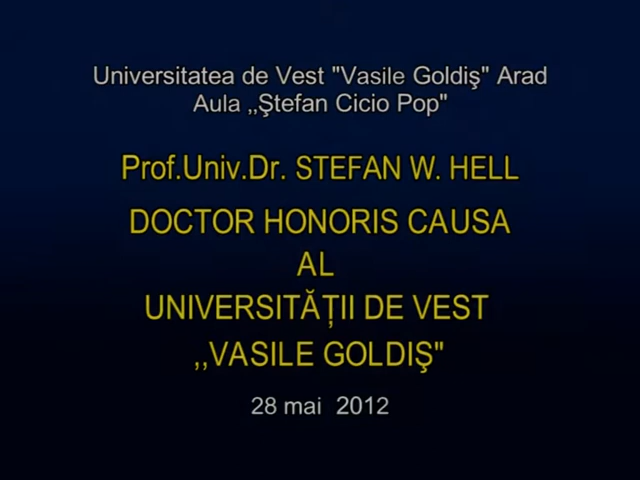 Universitatea de Vest "Vasile Goldiş" Arad
Aula ,,Ştefan Cicio Pop"
Prof.Univ.Dr. STEFAN W. HELL
DOCTOR HONORIS CAUSA
AL
UNIVERSITĂȚII DE VEST
,,VASILE GOLDIŞ"
28 mai 2012